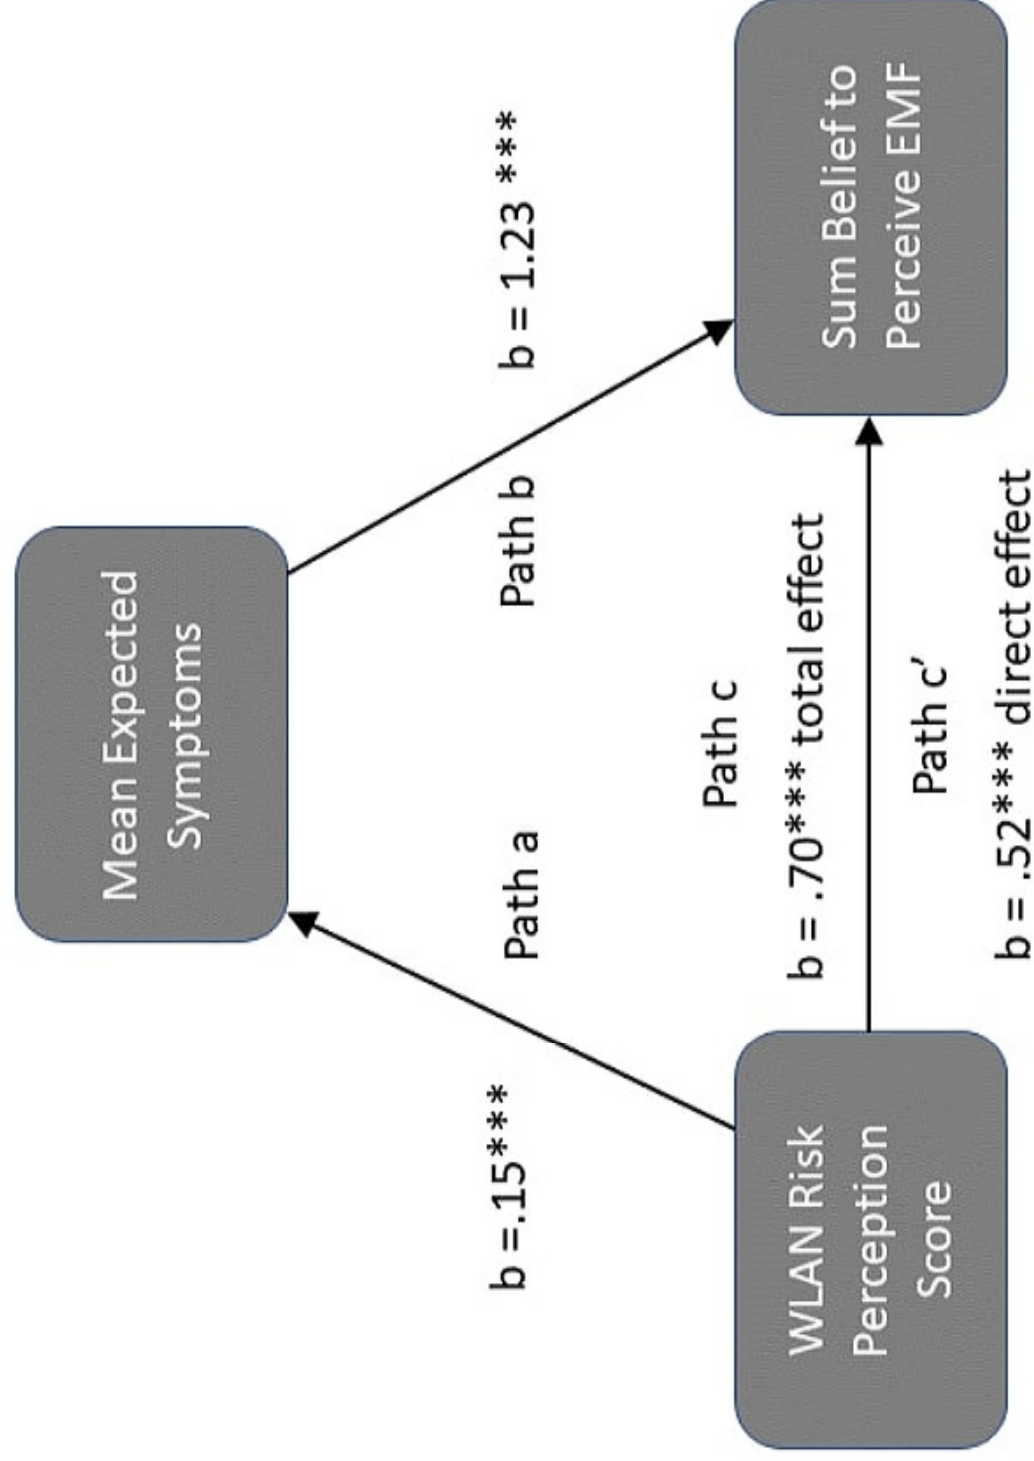 Mean Expected
Symptoms
b =.15***
Path a
Path b
b = 1.23 ***
Path c
b = .70*** total effect
WLAN Risk
Perception
Score
Sum Belief to
Perceive EMF
Path c’
b = .52*** direct effect